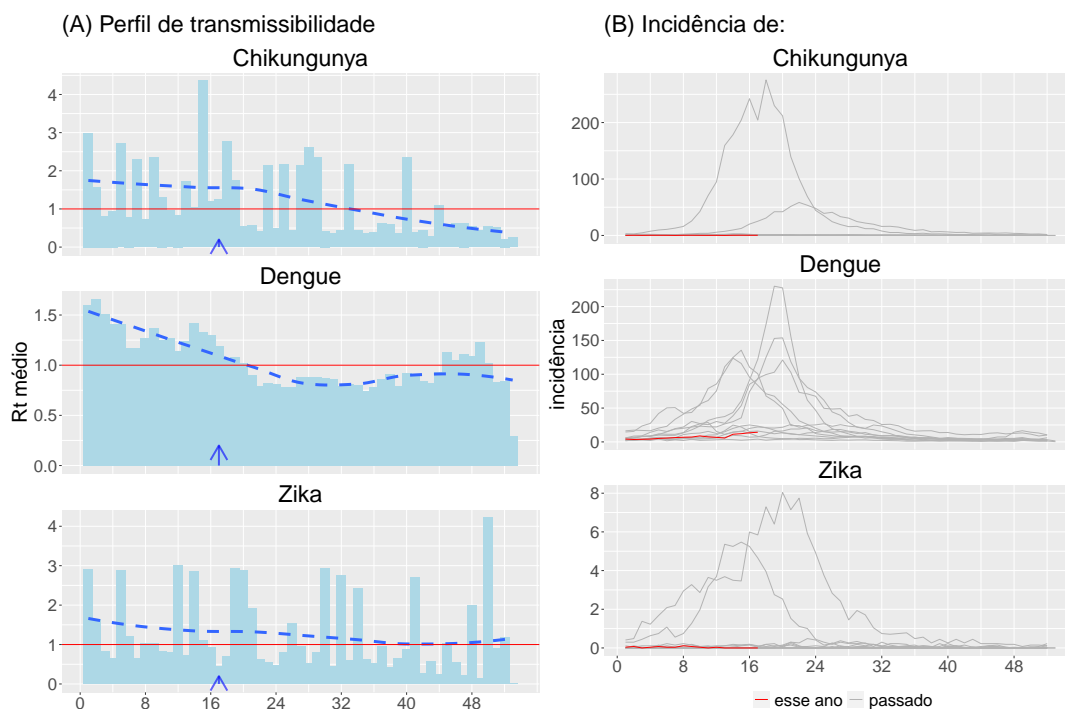 (A) Perfil de transmissibilidade
Chikungunya
4
3
2
1
0
Dengue
1.5
1.0
0.5
0.0
Rt médio
Zika
4
3
2
1
0
0 8 16 24 32 40 48
(B) Incidência de:
Chikungunya
200
100
0
Dengue
200
150
100
50
0
incidência
Zika
8
6
4
2
0
0 8 16 24 32 40 48
esse ano passado